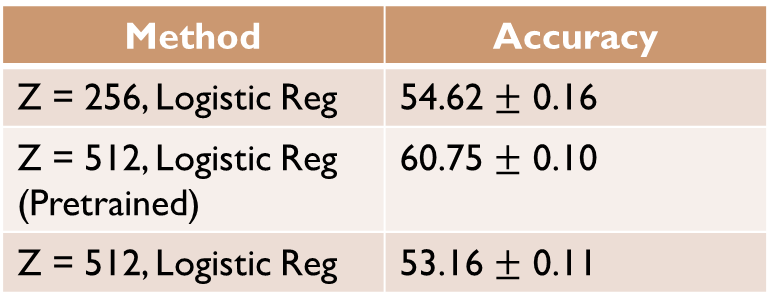 Method Accuracy
Z = 256, Logistic Reg 54.62 ± 0.16
Z = 512, Logistic Reg 60.75 ± 0.10
(Pretrained)
Z = 512, Logistic Reg 53.16 ± 0.11